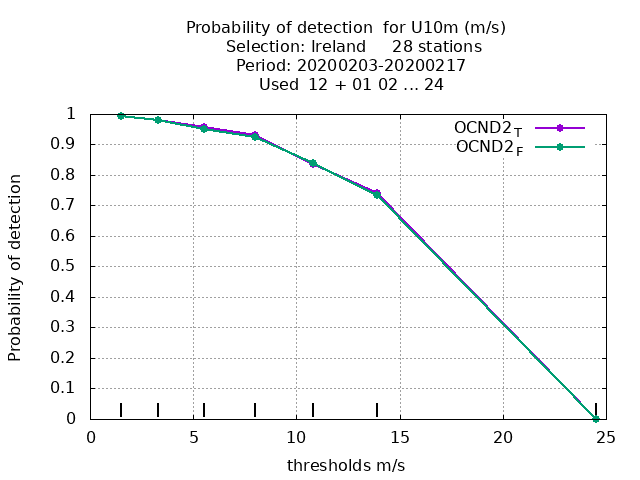 Probability of detection for U10m (m/s)
Selection: Ireland 28 stations
Period: 20200203-20200217
Used 12 + 01 02 ... 24
OCND2T
OCND2F
1
0.9
0.8
0.7
0.6
0.5
0.4
0.3
0.2
0.1
0
Probability of detection
0 5 10 15 20 25
thresholds m/s